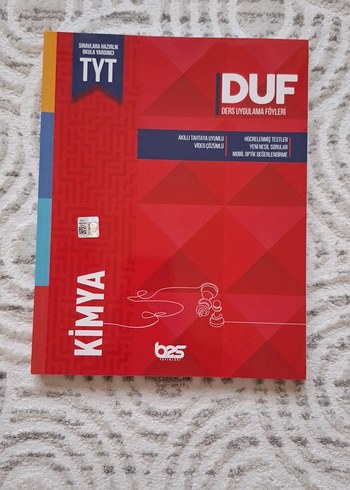 SINAVLARA HAZIRLIK
OKULA YARDIMCI
TYT
DUF
DERS UYGULAMA FÖYLERİ
AKILLI TAHTAYA UYUMLU
VİDEO ÇÖZÜMLÜ
HÜCRELENMİŞ TESTLER
YENİ NESİL SORULAR
MOBİL OPTİK DEĞERLENDİRME
KİMYA
bes
YAYINLARI